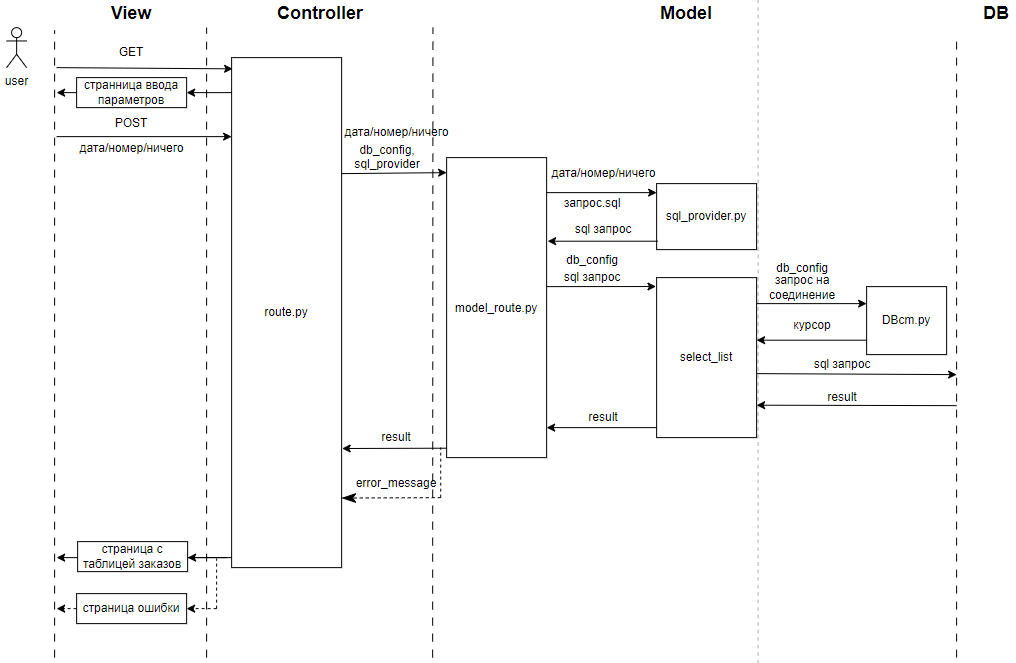 View
Controller
Model
DB
user
GET
странница ввода
параметров
POST
дата/номер/ничего
дата/номер/ничего
db_config,
sql_provider
route.py
model_route.py
дата/номер/ничего
запрос.sql
sql_provider.py
sql запрос
db_config
sql запрос
select_list
db_config
запрос на
соединение
DBcm.py
курсор
sql запрос
result
result
result
error_message
страница с
таблицей заказов
страница ошибки